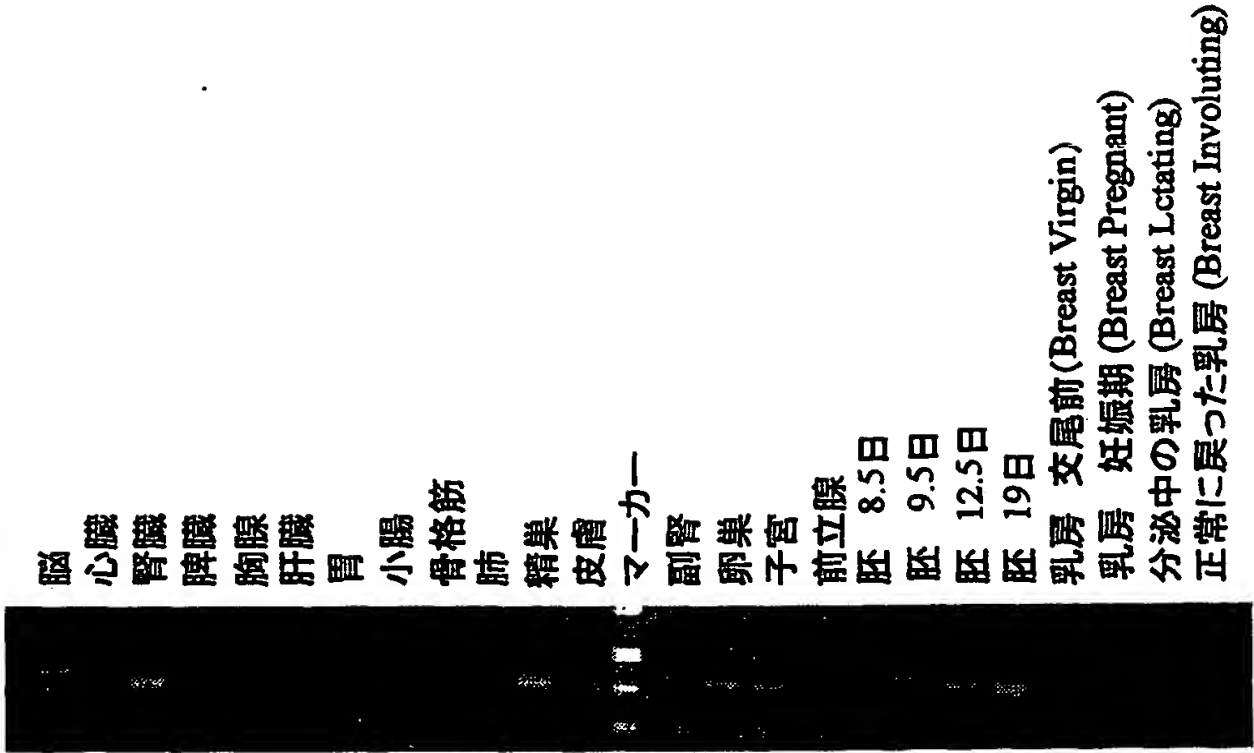 脳
心臓
腎臓
脾臓
胸腺
肝臓
胃
小腸
骨格筋
肺
精巣
皮膚
マーカー
副腎
卵巣
子宮
前立腺
胚 8.5日
胚 9.5日
胚 12.5日
胚 19日
乳房 交尾前(Breast Virgin)
乳房 妊娠期(Breast Pregnant)
分泌中の乳房(Breast Lctating)
正常に戻った乳房(Breast Involuting)